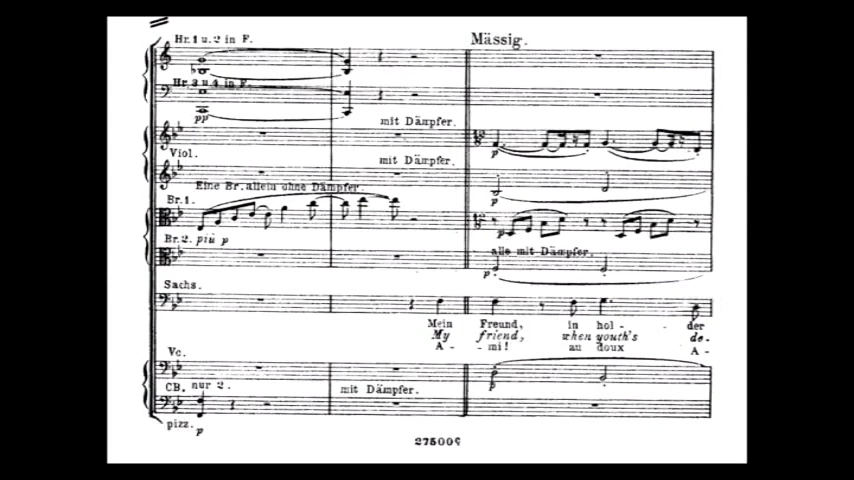 Hr. 1 u. 2 in F.
Mässig.
Hr. 3 u. 4 in F.
pp
mit Dämpfer.
p
Viol.
mit Dämpfer.
Eine Br. allein ohne Dämpfer.
p
Br. 1.
p
Br. 2. più p
alle mit Dämpfer.
p
Sachs.
Mein Freund, in hol - - der
My friend, when youth's de-
A - - mi! au doux A -
Vc.
p
CB. nur 2.
mit Dämpfer.
pizz. p